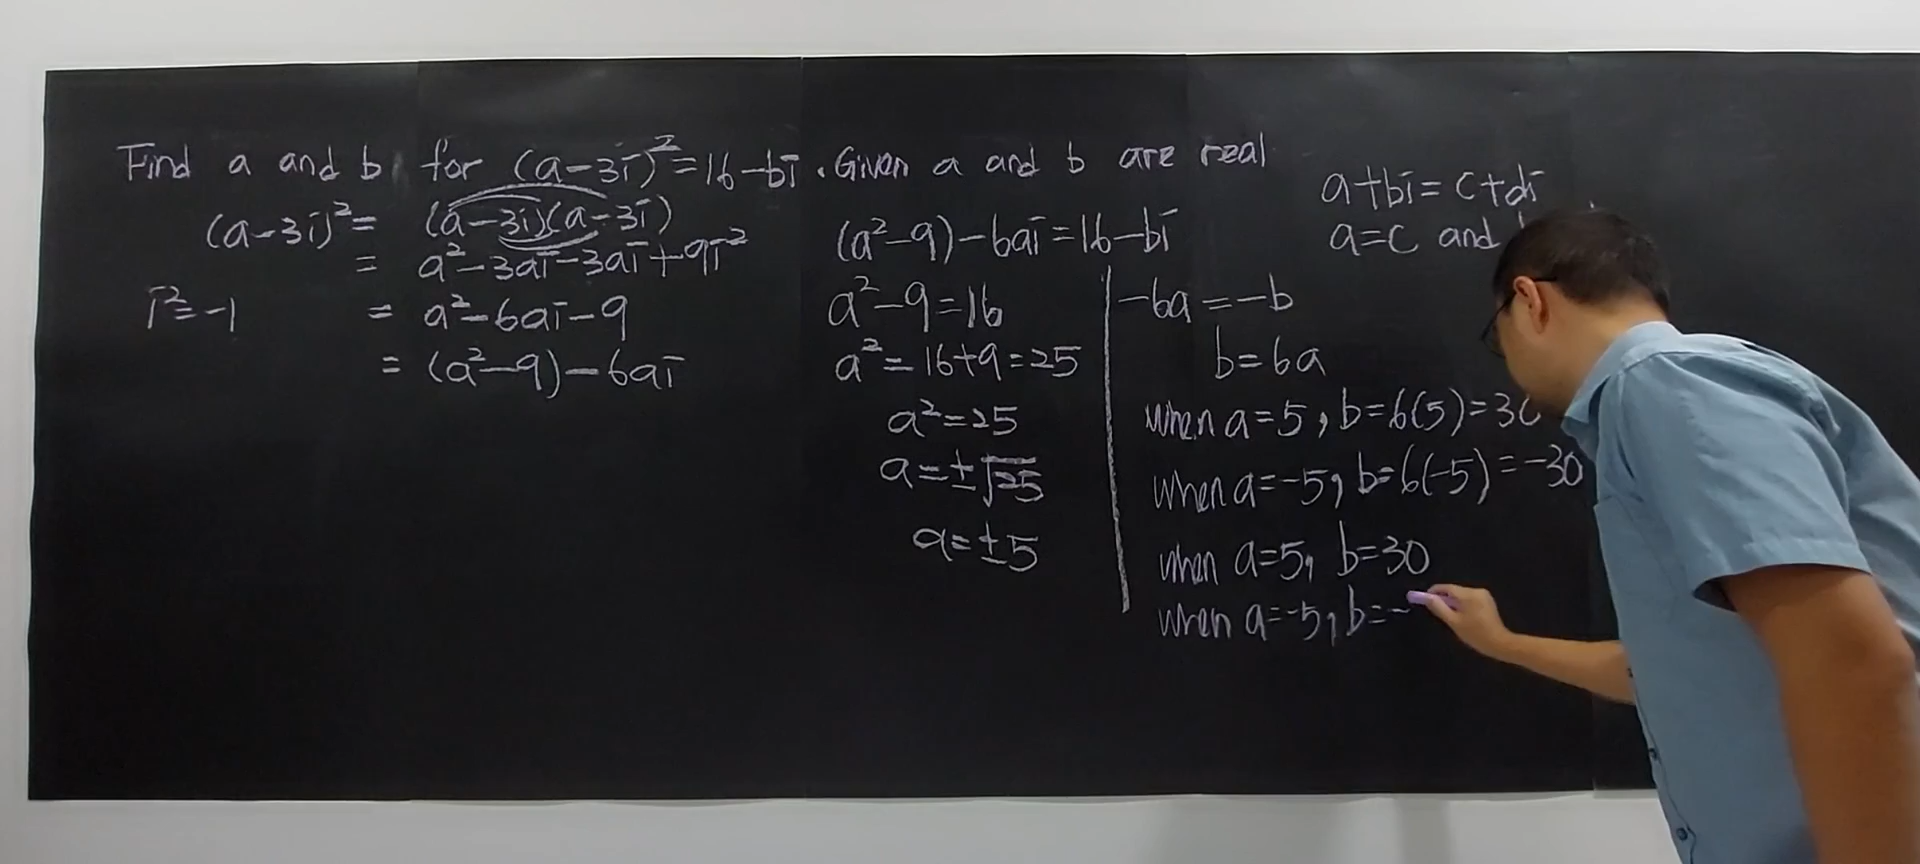 Find a and b for (a-3i)²=16-bi. Given a and b are real
(a-3i)²= (a-3i)(a-3i)
= a²-3ai-3ai+9i²
i²=-1
= a²-6ai-9
= (a²-9)-6ai
(a²-9)-6ai=16-bi
a²-9=16
a²=16+9=25
a²=25
a=±√25
a=±5
-6a=-b
b=6a
when a=5, b=6(5)=30
when a=-5, b=6(-5)=-30
when a=5, b=30
when a=-5, b=-
a+bi=c+di
a=c and